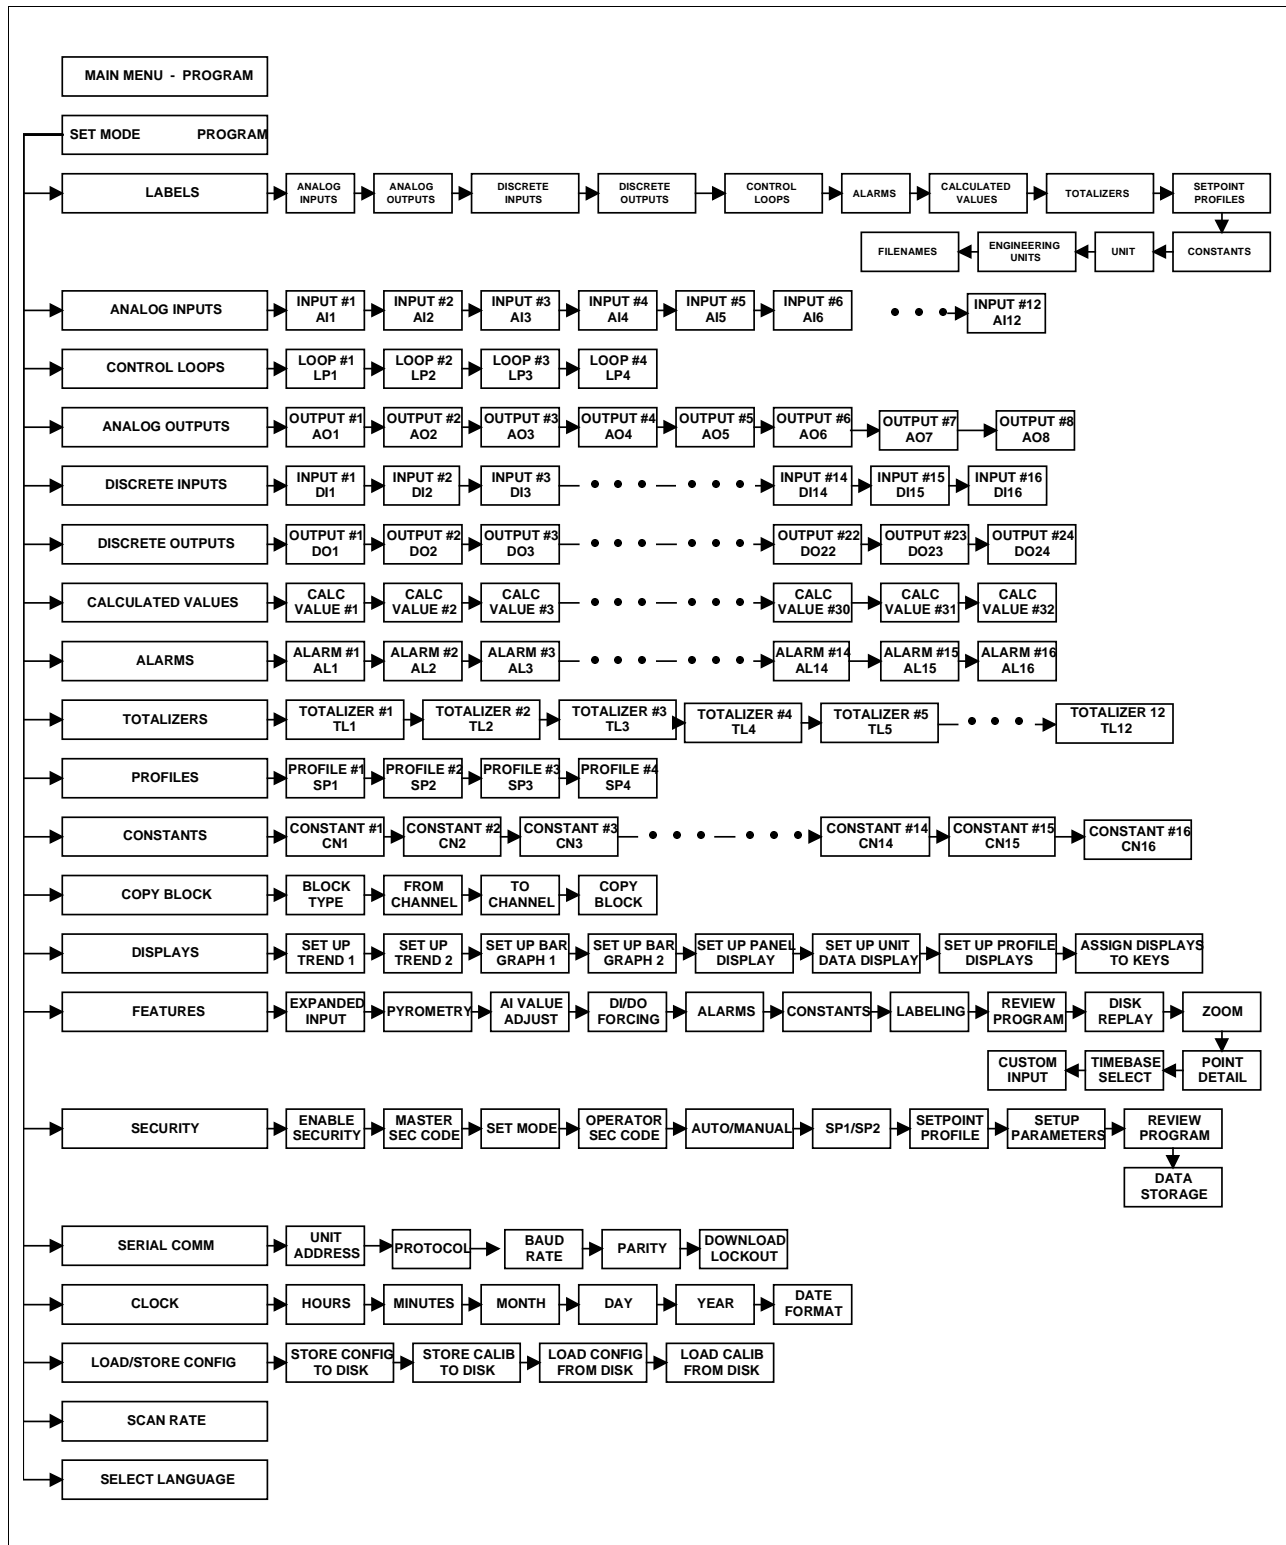 MAIN MENU - PROGRAM
SET MODE PROGRAM
LABELS
ANALOG
INPUTS
ANALOG
OUTPUTS
DISCRETE
INPUTS
DISCRETE
OUTPUTS
CONTROL
LOOPS
ALARMS
CALCULATED
VALUES
TOTALIZERS
SETPOINT
PROFILES
CONSTANTS
UNIT
ENGINEERING
UNITS
FILENAMES
ANALOG INPUTS
INPUT #1
AI1
INPUT #2
AI2
INPUT #3
AI3
INPUT #4
AI4
INPUT #5
AI5
INPUT #6
AI6
INPUT #12
AI12
CONTROL LOOPS
LOOP #1
LP1
LOOP #2
LP2
LOOP #3
LP3
LOOP #4
LP4
ANALOG OUTPUTS
OUTPUT #1
AO1
OUTPUT #2
AO2
OUTPUT #3
AO3
OUTPUT #4
AO4
OUTPUT #5
AO5
OUTPUT #6
AO6
OUTPUT #7
AO7
OUTPUT #8
AO8
DISCRETE INPUTS
INPUT #1
DI1
INPUT #2
DI2
INPUT #3
DI3
INPUT #14
DI14
INPUT #15
DI15
INPUT #16
DI16
DISCRETE OUTPUTS
OUTPUT #1
DO1
OUTPUT #2
DO2
OUTPUT #3
DO3
OUTPUT #22
DO22
OUTPUT #23
DO23
OUTPUT #24
DO24
CALCULATED VALUES
CALC
VALUE #1
CALC
VALUE #2
CALC
VALUE #3
CALC
VALUE #30
CALC
VALUE #31
CALC
VALUE #32
ALARMS
ALARM #1
AL1
ALARM #2
AL2
ALARM #3
AL3
ALARM #14
AL14
ALARM #15
AL15
ALARM #16
AL16
TOTALIZERS
TOTALIZER #1
TL1
TOTALIZER #2
TL2
TOTALIZER #3
TL3
TOTALIZER #4
TL4
TOTALIZER #5
TL5
TOTALIZER 12
TL12
PROFILES
PROFILE #1
SP1
PROFILE #2
SP2
PROFILE #3
SP3
PROFILE #4
SP4
CONSTANTS
CONSTANT #1
CN1
CONSTANT #2
CN2
CONSTANT #3
CN3
CONSTANT #14
CN14
CONSTANT #15
CN15
CONSTANT #16
CN16
COPY BLOCK
BLOCK
TYPE
FROM
CHANNEL
TO
CHANNEL
COPY
BLOCK
DISPLAYS
SET UP
TREND 1
SET UP
TREND 2
SET UP BAR
GRAPH 1
SET UP BAR
GRAPH 2
SET UP PANEL
DISPLAY
SET UP UNIT
DATA DISPLAY
SET UP PROFILE
DISPLAYS
ASSIGN DISPLAYS
TO KEYS
FEATURES
EXPANDED
INPUT
PYROMETRY
AI VALUE
ADJUST
DI/DO
FORCING
ALARMS
CONSTANTS
LABELING
REVIEW
PROGRAM
DISK
REPLAY
ZOOM
POINT
DETAIL
TIMEBASE
SELECT
CUSTOM
INPUT
SECURITY
ENABLE
SECURITY
MASTER
SEC CODE
SET MODE
OPERATOR
SEC CODE
AUTO/MANUAL
SP1/SP2
SETPOINT
PROFILE
SETUP
PARAMETERS
REVIEW
PROGRAM
DATA
STORAGE
SERIAL COMM
UNIT
ADDRESS
PROTOCOL
BAUD
RATE
PARITY
DOWNLOAD
LOCKOUT
CLOCK
HOURS
MINUTES
MONTH
DAY
YEAR
DATE
FORMAT
LOAD/STORE CONFIG
STORE CONFIG
TO DISK
STORE CALIB
TO DISK
LOAD CONFIG
FROM DISK
LOAD CALIB
FROM DISK
SCAN RATE
SELECT LANGUAGE